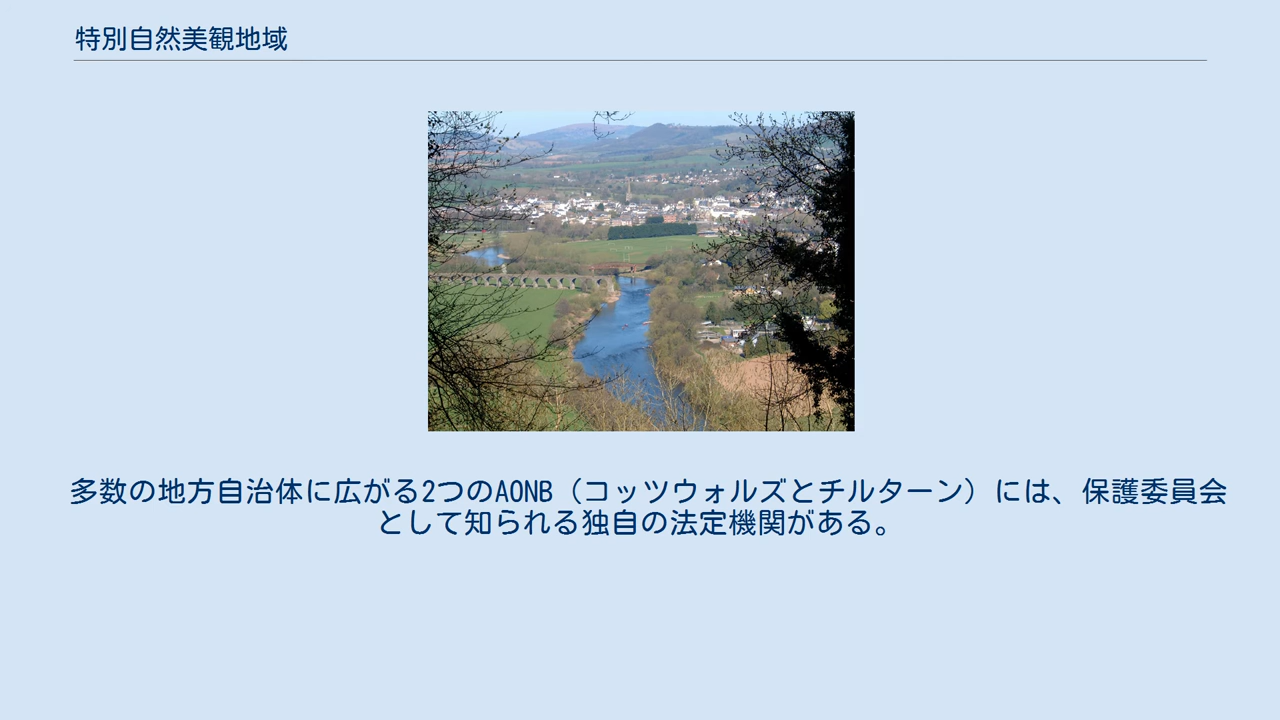 特別自然美観地域
多数の地方自治体に広がる2つのAONB（コッツウォルズとチルターン）には、保護委員会
として知られる独自の法定機関がある。